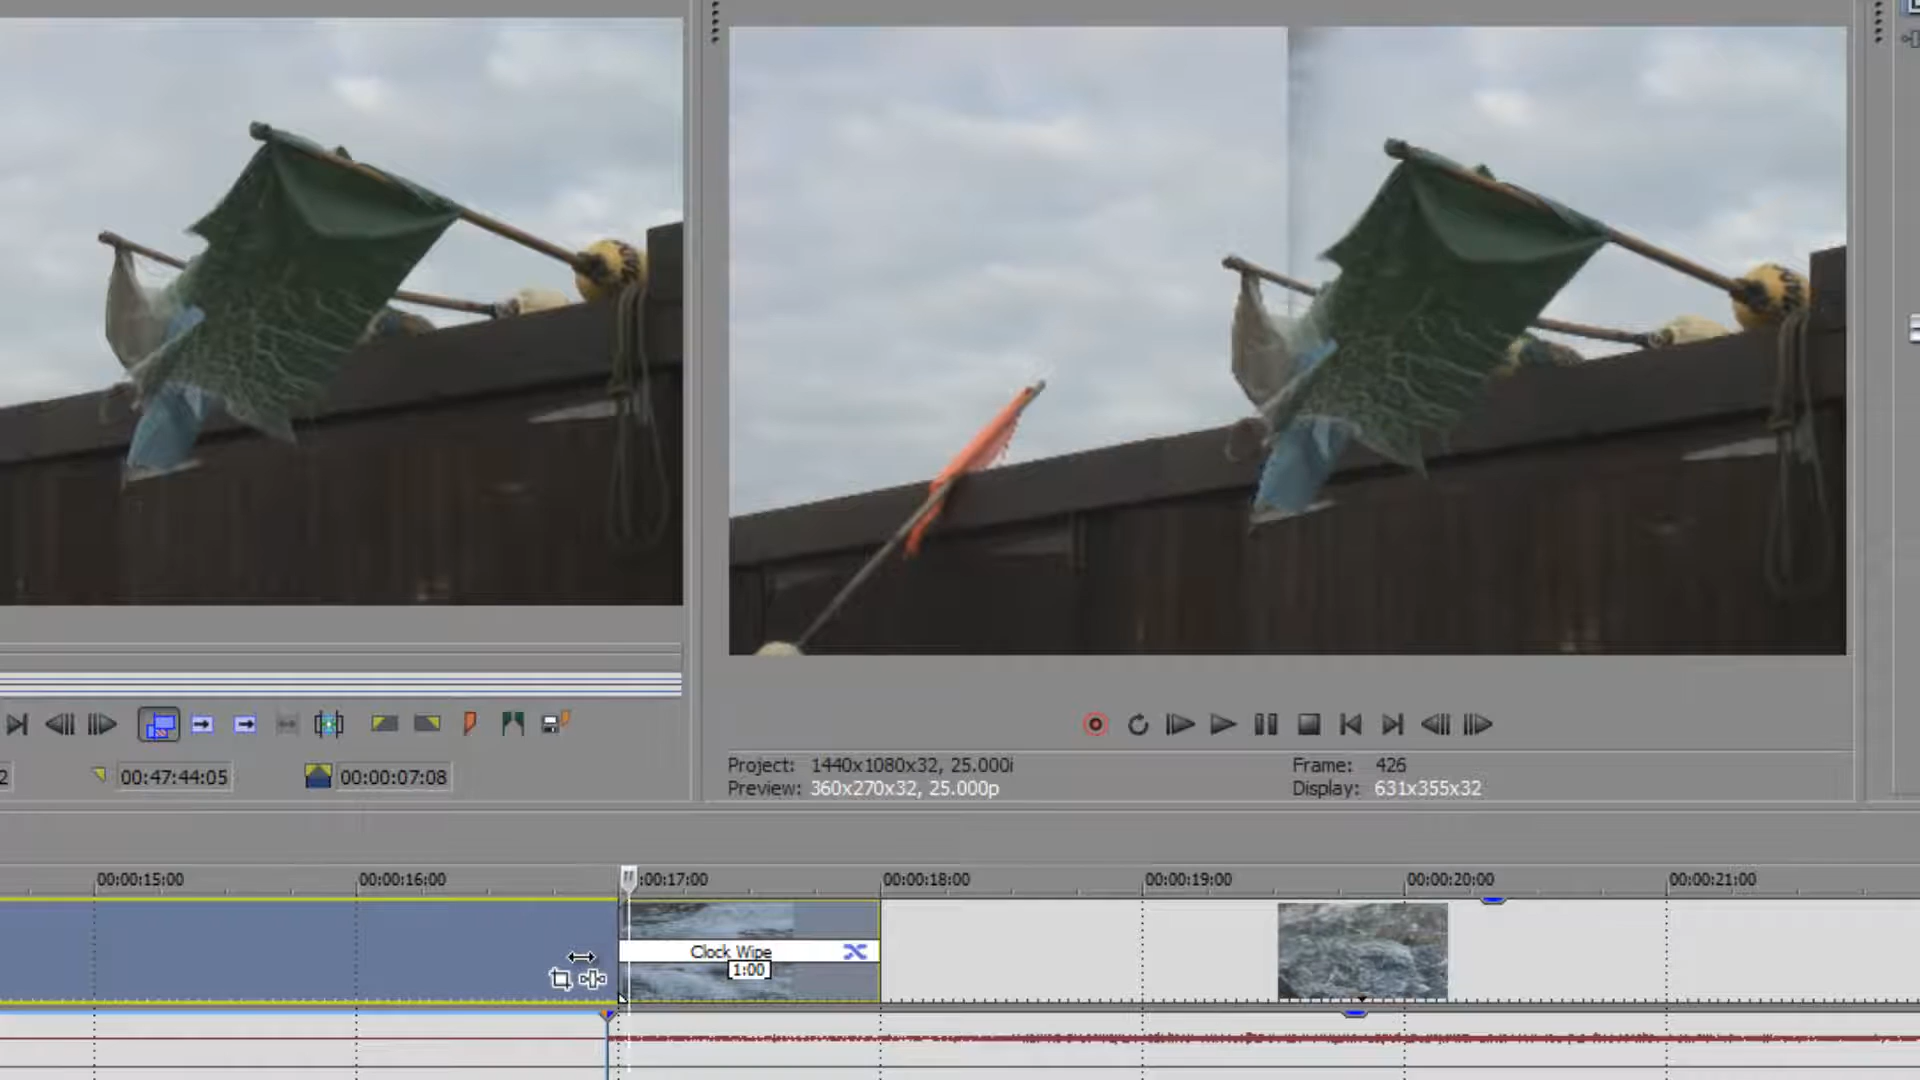 2
00:47:44:05
00:00:07:08
Project: 1440x1080x32, 25.000i
Preview: 360x270x32, 25.000p
Frame: 426
Display: 631x355x32
00:00:15:00
00:00:16:00
:00:17:00
00:00:18:00
00:00:19:00
00:00:20:00
00:00:21:00
Clock Wipe
1:00